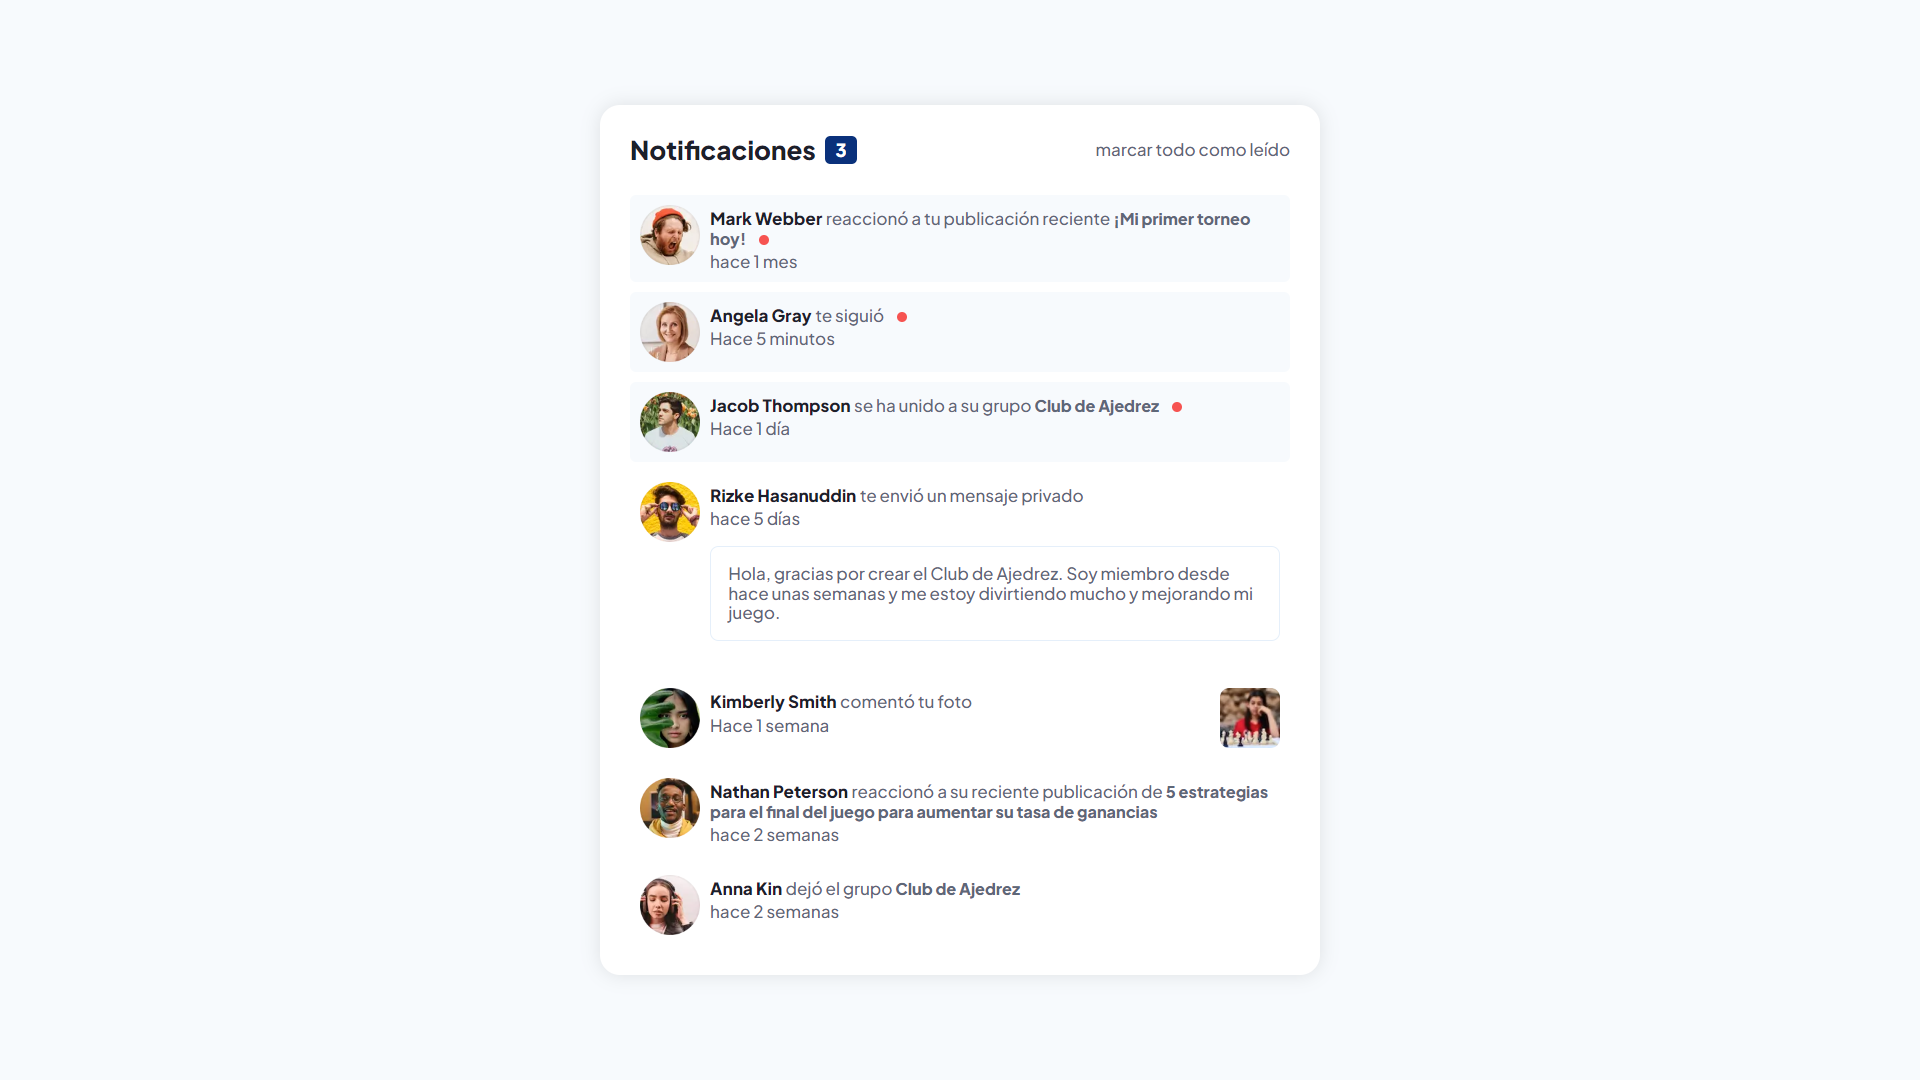 Notificaciones 3
marcar todo como leído
Mark Webber reaccionó a tu publicación reciente ¡Mi primer torneo
hoy!
hace 1 mes
Angela Gray te siguió
Hace 5 minutos
Jacob Thompson se ha unido a su grupo Club de Ajedrez
Hace 1 día
Rizke Hasanuddin te envió un mensaje privado
hace 5 días
Hola, gracias por crear el Club de Ajedrez. Soy miembro desde
hace unas semanas y me estoy divirtiendo mucho y mejorando mi
juego.
Kimberly Smith comentó tu foto
Hace 1 semana
Nathan Peterson reaccionó a su reciente publicación de 5 estrategias
para el final del juego para aumentar su tasa de ganancias
hace 2 semanas
Anna Kin dejó el grupo Club de Ajedrez
hace 2 semanas